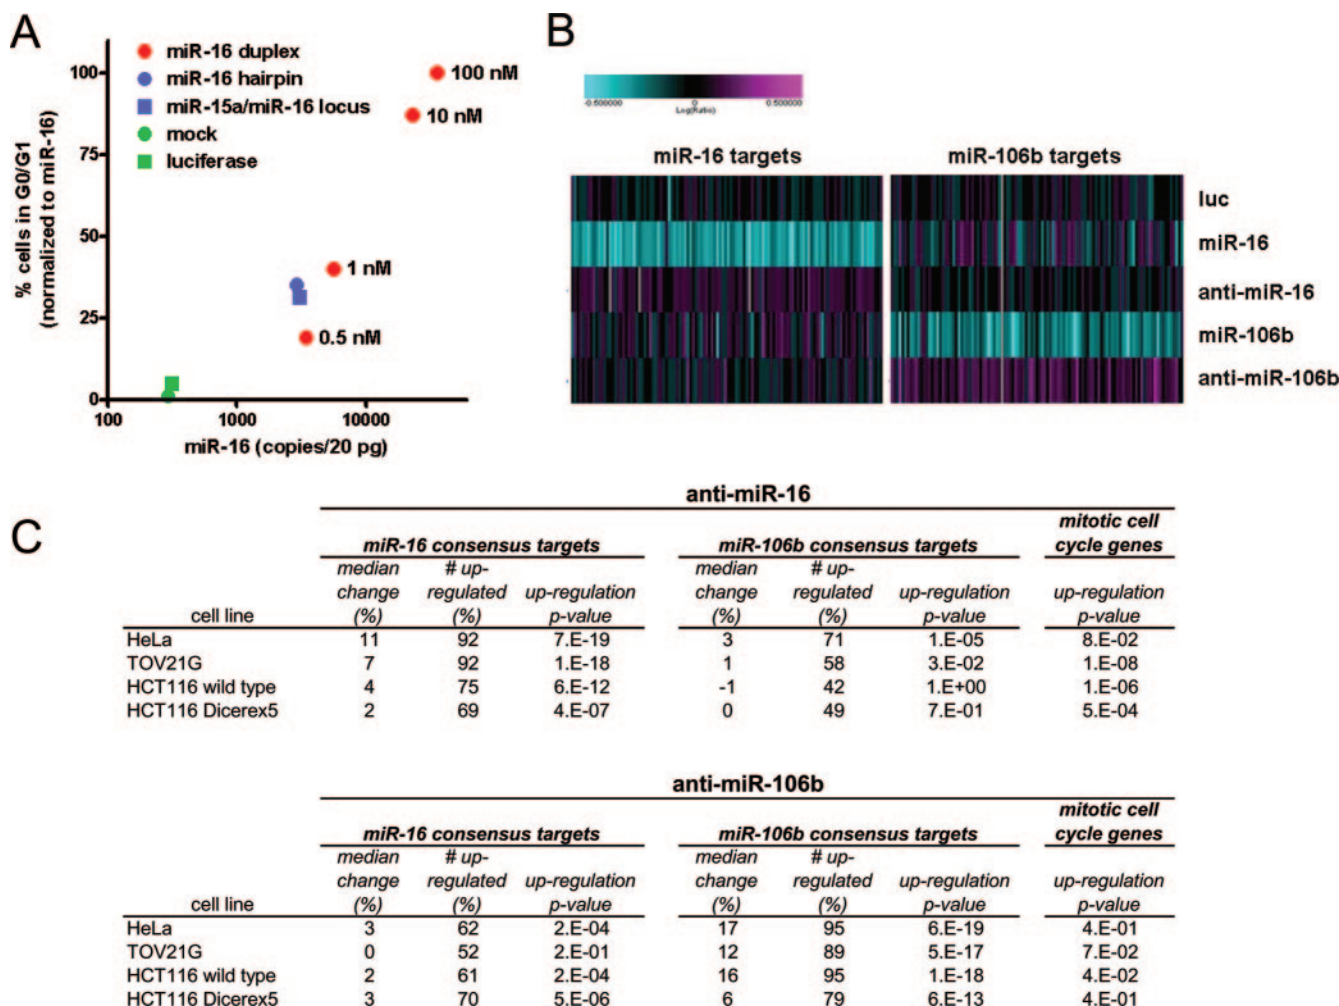 A
miR-16 duplex
miR-16 hairpin
miR-15a/miR-16 locus
mock
luciferase
100 nM
10 nM
1 nM
0.5 nM
100
75
50
25
0
% cells in G0/G1
(normalized to miR-16)
100 1000 10000
miR-16 (copies/20 pg)
B
-0.500000 0 0.500000
Log(Ratio)
miR-16 targets miR-106b targets
luc
miR-16
anti-miR-16
miR-106b
anti-miR-106b
C
anti-miR-16
mitotic cell
miR-16 consensus targets miR-106b consensus targets cycle genes
median # up- median # up-
change regulated up-regulation change regulated up-regulation up-regulation
cell line (%) (%) p-value (%) (%) p-value p-value
HeLa 11 92 7.E-19 3 71 1.E-05 8.E-02
TOV21G 7 92 1.E-18 1 58 3.E-02 1.E-08
HCT116 wild type 4 75 6.E-12 -1 42 1.E+00 1.E-06
HCT116 Dicerex5 2 69 4.E-07 0 49 7.E-01 5.E-04
anti-miR-106b
mitotic cell
miR-16 consensus targets miR-106b consensus targets cycle genes
median # up- median # up-
change regulated up-regulation change regulated up-regulation up-regulation
cell line (%) (%) p-value (%) (%) p-value p-value
HeLa 3 62 2.E-04 17 95 6.E-19 4.E-01
TOV21G 0 52 2.E-01 12 89 5.E-17 7.E-02
HCT116 wild type 2 61 2.E-04 16 95 1.E-18 4.E-02
HCT116 Dicerex5 3 70 5.E-06 6 79 6.E-13 4.E-01